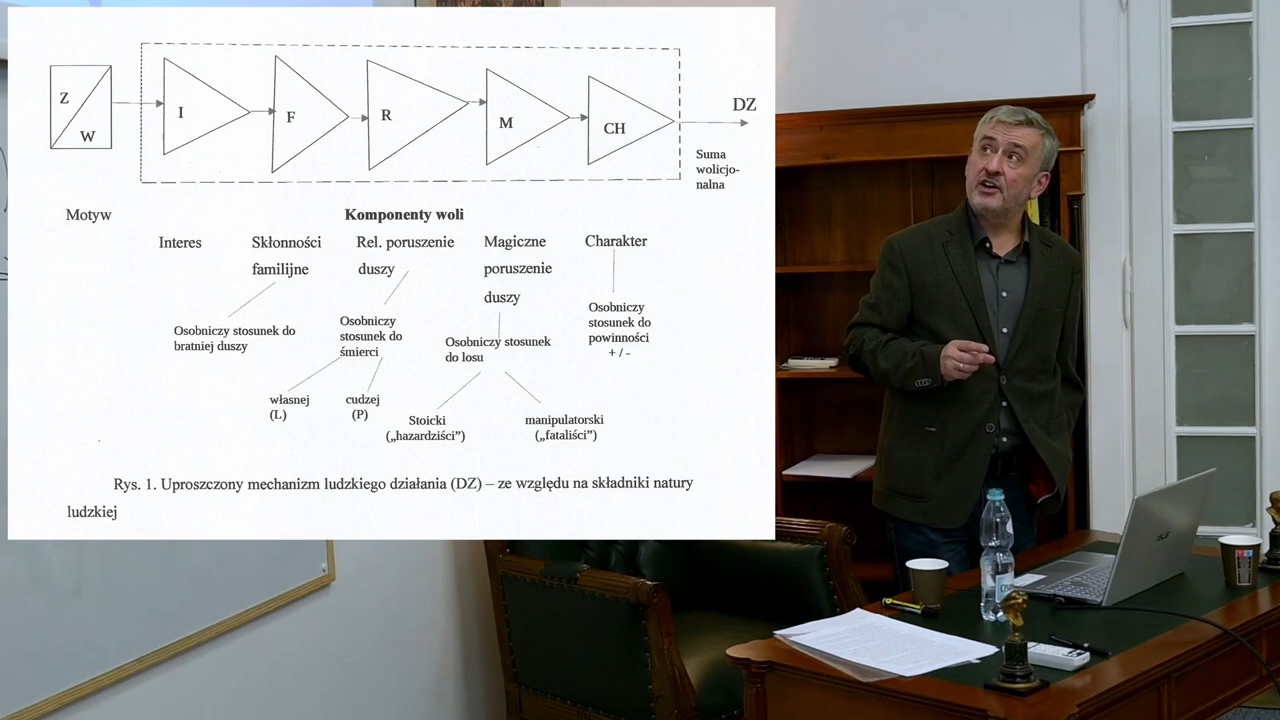 Z
W
I
F
R
M
CH
DZ
Suma
wolicjo-
nalna
Motyw
Komponenty woli
Interes
Skłonności
familijne
Rel. poruszenie
duszy
Magiczne
poruszenie
duszy
Charakter
Osobniczy stosunek do
bratniej duszy
Osobniczy
stosunek do
śmierci
Osobniczy stosunek
do losu
Osobniczy
stosunek do
powinności
+ / -
własnej
(L)
cudzej
(P)
Stoicki
(„hazardziści”)
manipulatorski
(„fataliści”)
Rys. 1. Uproszczony mechanizm ludzkiego działania (DZ) – ze względu na składniki natury
ludzkiej